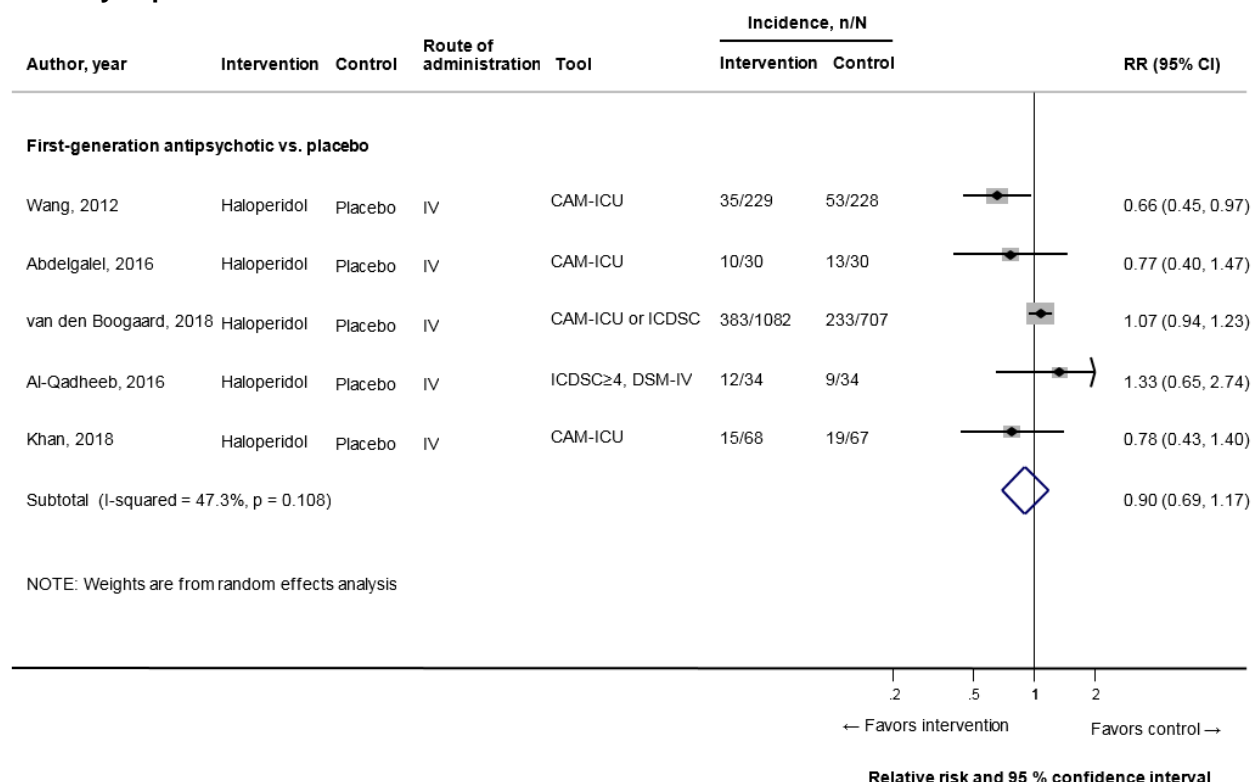 Incidence, n/N
Author, year Intervention Control Route of administration Tool Intervention Control RR (95% CI)
First-generation antipsychotic vs. placebo
Wang, 2012 Haloperidol Placebo IV CAM-ICU 35/229 53/228 0.66 (0.45, 0.97)
Abdelgalel, 2016 Haloperidol Placebo IV CAM-ICU 10/30 13/30 0.77 (0.40, 1.47)
van den Boogaard, 2018 Haloperidol Placebo IV CAM-ICU or ICDSC 383/1082 233/707 1.07 (0.94, 1.23)
Al-Qadheeb, 2016 Haloperidol Placebo IV ICDSC≥4, DSM-IV 12/34 9/34 1.33 (0.65, 2.74)
Khan, 2018 Haloperidol Placebo IV CAM-ICU 15/68 19/67 0.78 (0.43, 1.40)
Subtotal (I-squared = 47.3%, p = 0.108) 0.90 (0.69, 1.17)
NOTE: Weights are from random effects analysis
.2 .5 1 2
← Favors intervention Favors control →
Relative risk and 95 % confidence interval